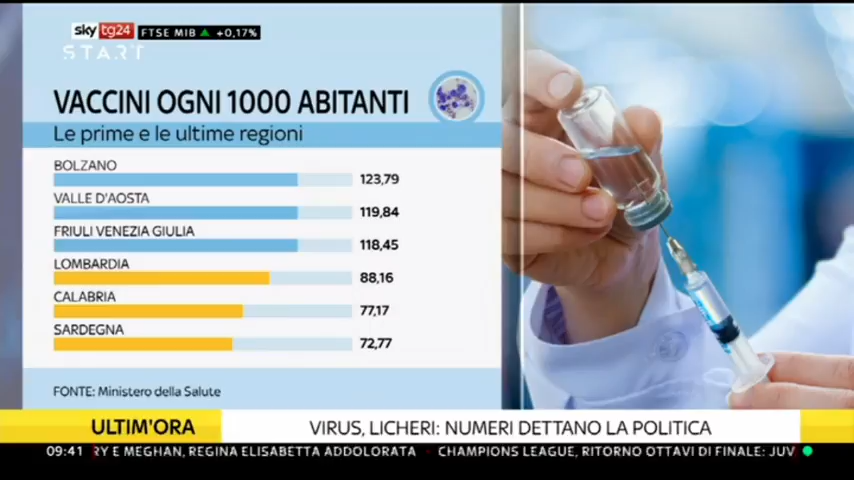 sky tg24 FTSE MIB ▲ +0,17%
START
VACCINI OGNI 1000 ABITANTI
Le prime e le ultime regioni
BOLZANO 123,79
VALLE D'AOSTA 119,84
FRIULI VENEZIA GIULIA 118,45
LOMBARDIA 88,16
CALABRIA 77,17
SARDEGNA 72,77
FONTE: Ministero della Salute
ULTIM'ORA VIRUS, LICHERI: NUMERI DETTANO LA POLITICA
09:41 RY E MEGHAN, REGINA ELISABETTA ADDOLORATA · CHAMPIONS LEAGUE, RITORNO OTTAVI DI FINALE: JUV